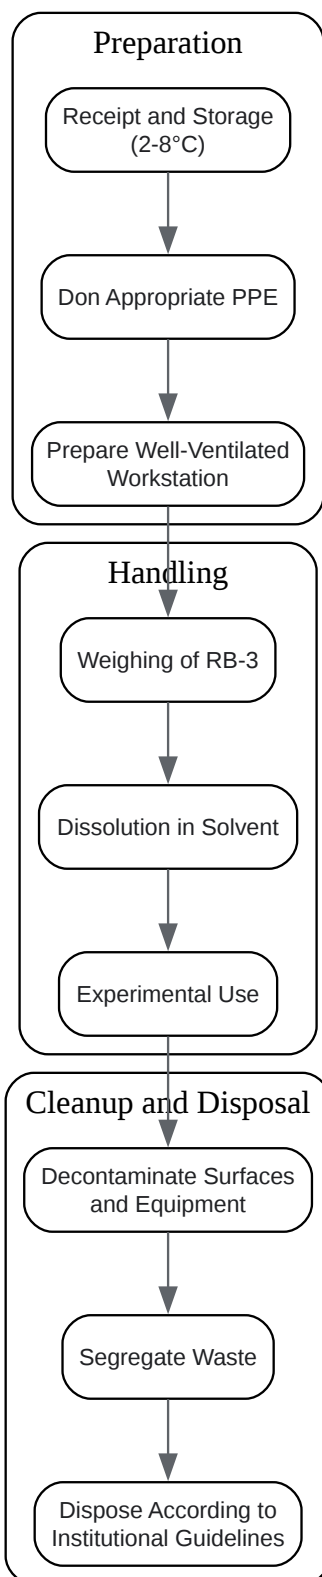 Preparation
Receipt and Storage
(2-8°C)
Don Appropriate PPE
Prepare Well-Ventilated
Workstation
Handling
Weighing of RB-3
Dissolution in Solvent
Experimental Use
Cleanup and Disposal
Decontaminate Surfaces
and Equipment
Segregate Waste
Dispose According to
Institutional Guidelines